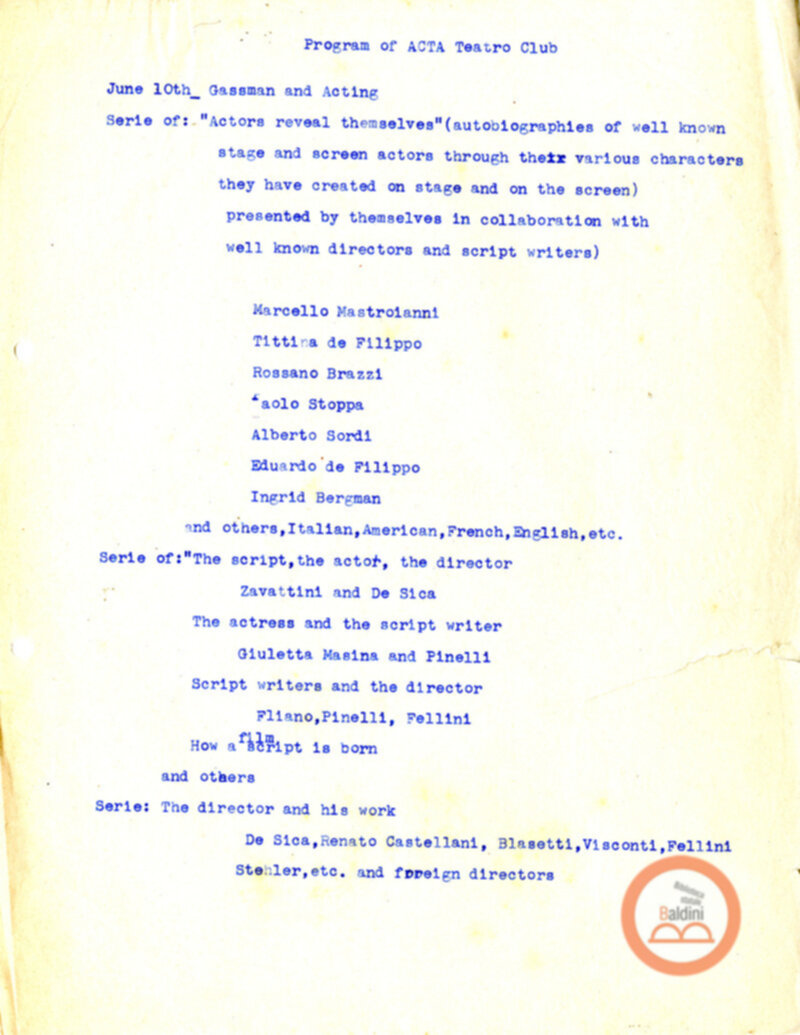 Program of ACTA Teatro Club
June 10th_ Gassman and Acting
Serie of: "Actors reveal themselves"(autobiographies of well known
stage and screen actors through their various characters
they have created on stage and on the screen)
presented by themselves in collaboration with
well known directors and script writers)
Marcello Mastroianni
Tittina de Filippo
Rossano Brazzi
Paolo Stoppa
Alberto Sordi
Eduardo de Filippo
Ingrid Bergman
and others,Italian,American,French,English,etc.
Serie of:"The script,the actor, the director
Zavattini and De Sica
The actress and the script writer
Giuletta Masina and Pinelli
Script writers and the director
Fliano,Pinelli, Fellini
How a film script is born
and others
Serie: The director and his work
De Sica,Renato Castellani, Blasetti,Visconti,Fellini
Stehler,etc. and foreign directors
Biblioteca
statale
Baldini